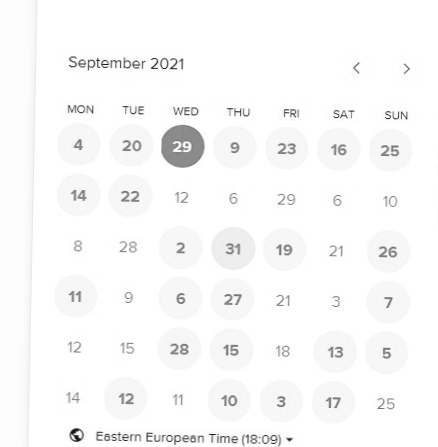 September 2021
MON TUE WED THU FRI SAT SUN
4 20 29 9 23 16 25
14 22 12 6 29 6 10
8 28 2 31 19 21 26
11 9 6 27 21 3 7
12 15 28 15 18 13 5
14 12 11 10 3 17 25
Eastern European Time (18:09)